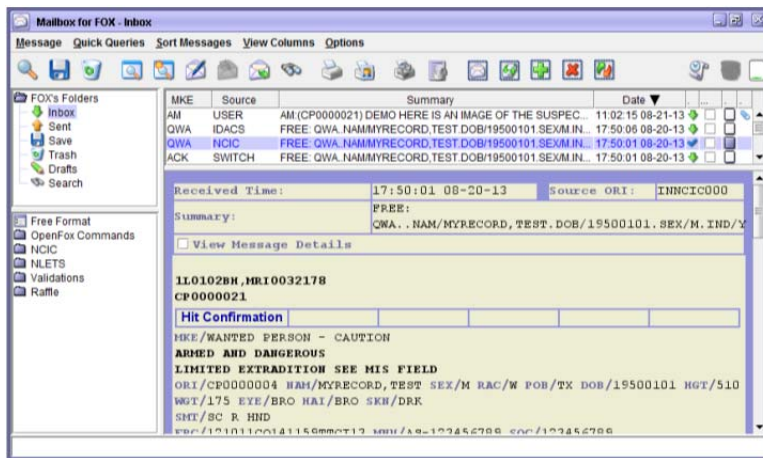 Mailbox for FOX - Inbox
Message Quick Queries Sort Messages View Columns Options
FOX's Folders
Inbox
Sent
Save
Trash
Drafts
Search
Free Format
OpenFox Commands
NCIC
NLETS
Validations
Raffle
MKE Source Summary Date
AM USER AM:(CP0000021) DEMO HERE IS AN IMAGE OF THE SUSPEC... 11:02:15 08-21-13
QWA IDACS FREE: QWA..NAM/MYRECORD,TEST.DOB/19500101.SEX/M.IN... 17:50:06 08-20-13
QWA NCIC FREE: QWA..NAM/MYRECORD,TEST.DOB/19500101.SEX/M.IN... 17:50:01 08-20-13
ACK SWITCH FREE: QWA..NAM/MYRECORD,TEST.DOB/19500101.SEX/M.IN... 17:50:01 08-20-13
Received Time: 17:50:01 08-20-13 Source ORI: INNCIC000
Summary: FREE:
QWA..NAM/MYRECORD,TEST.DOB/19500101.SEX/M.IND/Y
View Message Details
1L0102BH,MRI0032178
CP0000021
Hit Confirmation
MKE/WANTED PERSON - CAUTION
ARMED AND DANGEROUS
LIMITED EXTRADITION SEE MIS FIELD
ORI/CP0000004 NAM/MYRECORD,TEST SEX/M RAC/W POB/TX DOB/19500101 HGT/510
WGT/175 EYE/BRO HAI/BRO SKN/DRK
SMT/SC R HND